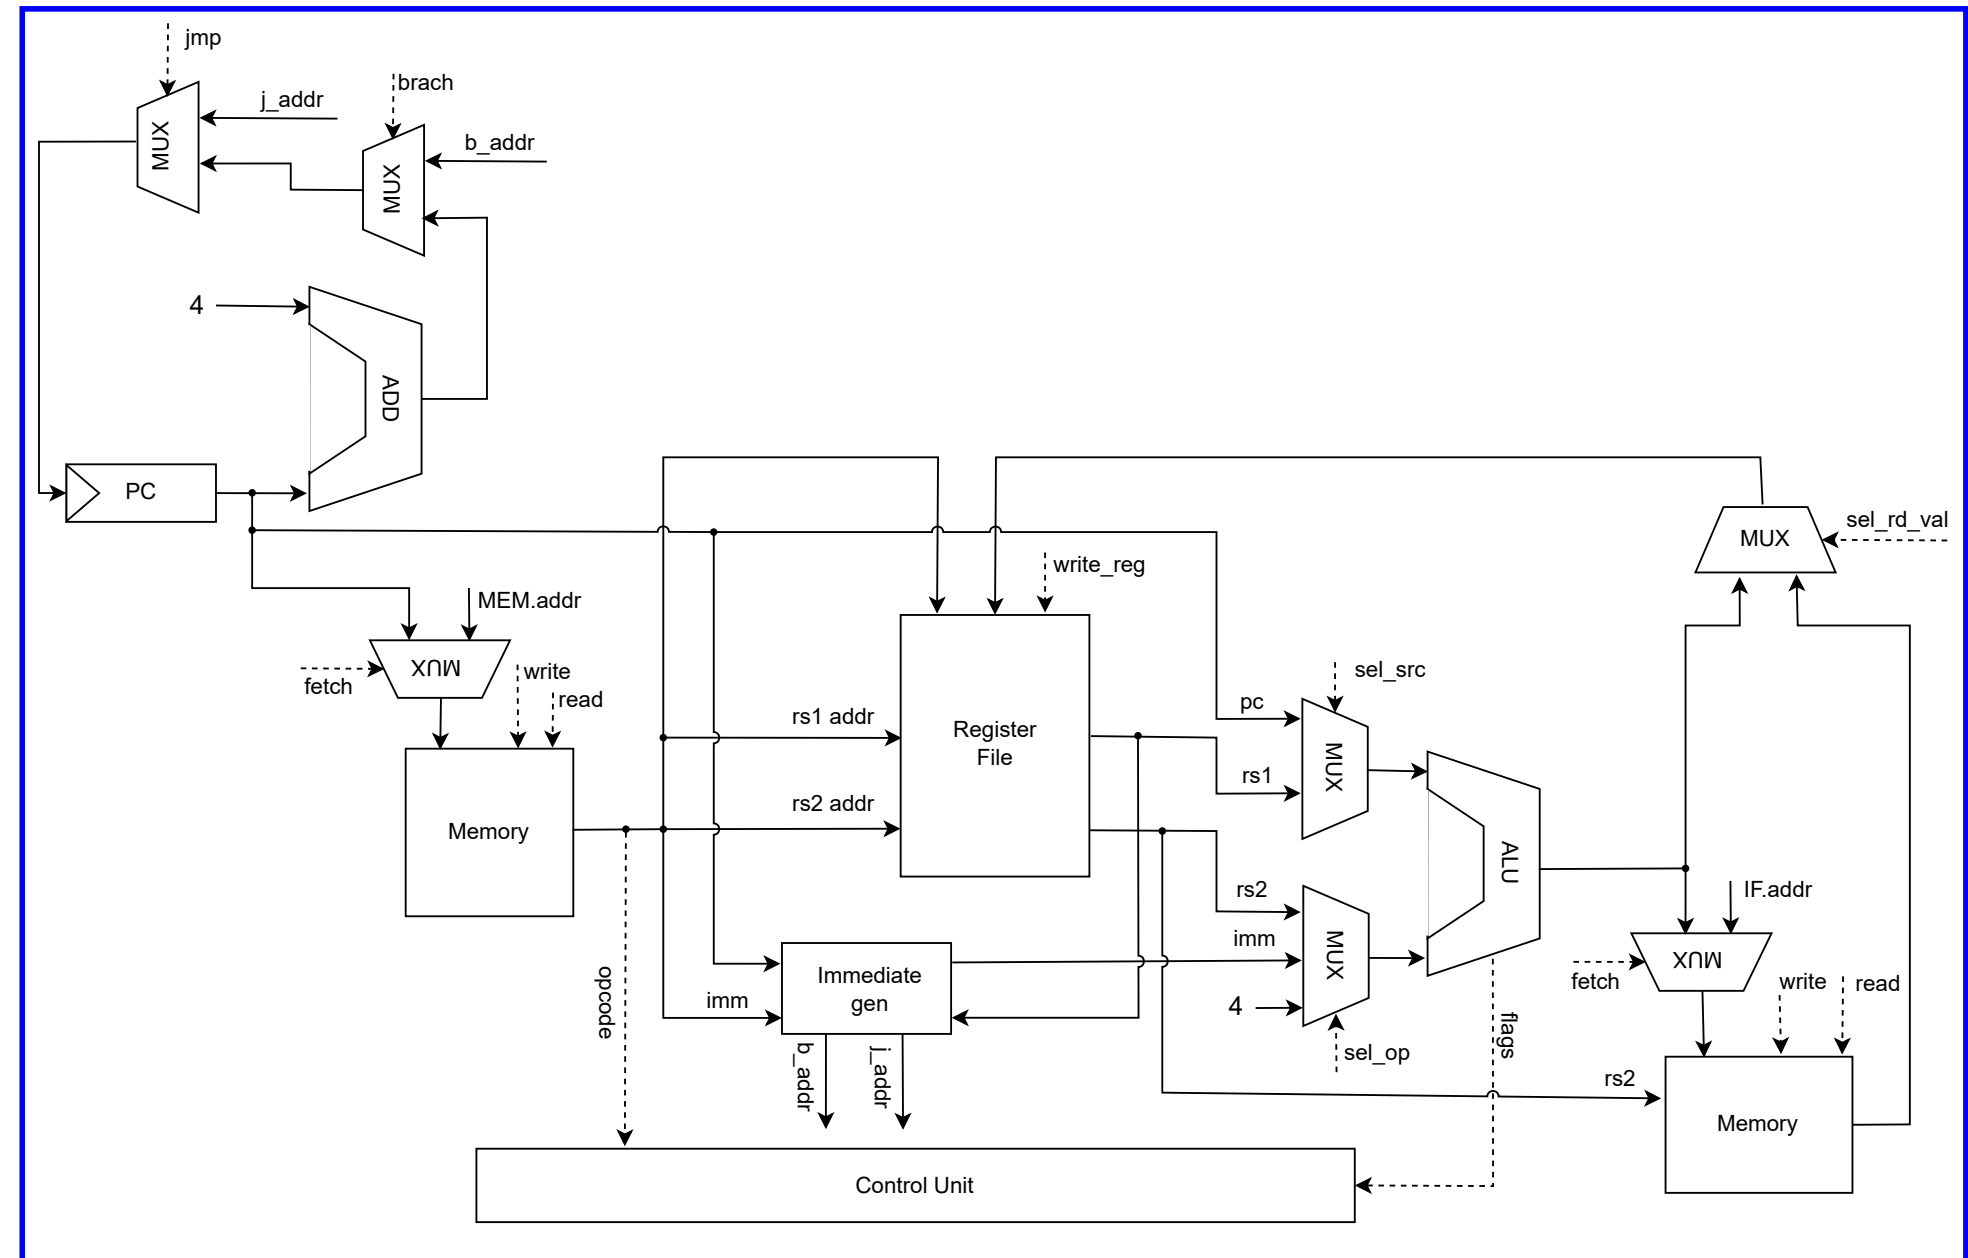 jmp
j_addr
MUX
brach
b_addr
MUX
4
ADD
PC
MEM.addr
MUX
fetch
write
read
Memory
rs1 addr
rs2 addr
write_reg
Register
File
opcode
imm
Immediate
gen
b_addr
j_addr
Control Unit
pc
rs1
sel_src
MUX
rs2
imm
4
MUX
sel_op
ALU
flags
sel_rd_val
MUX
IF.addr
MUX
fetch
write
read
rs2
Memory